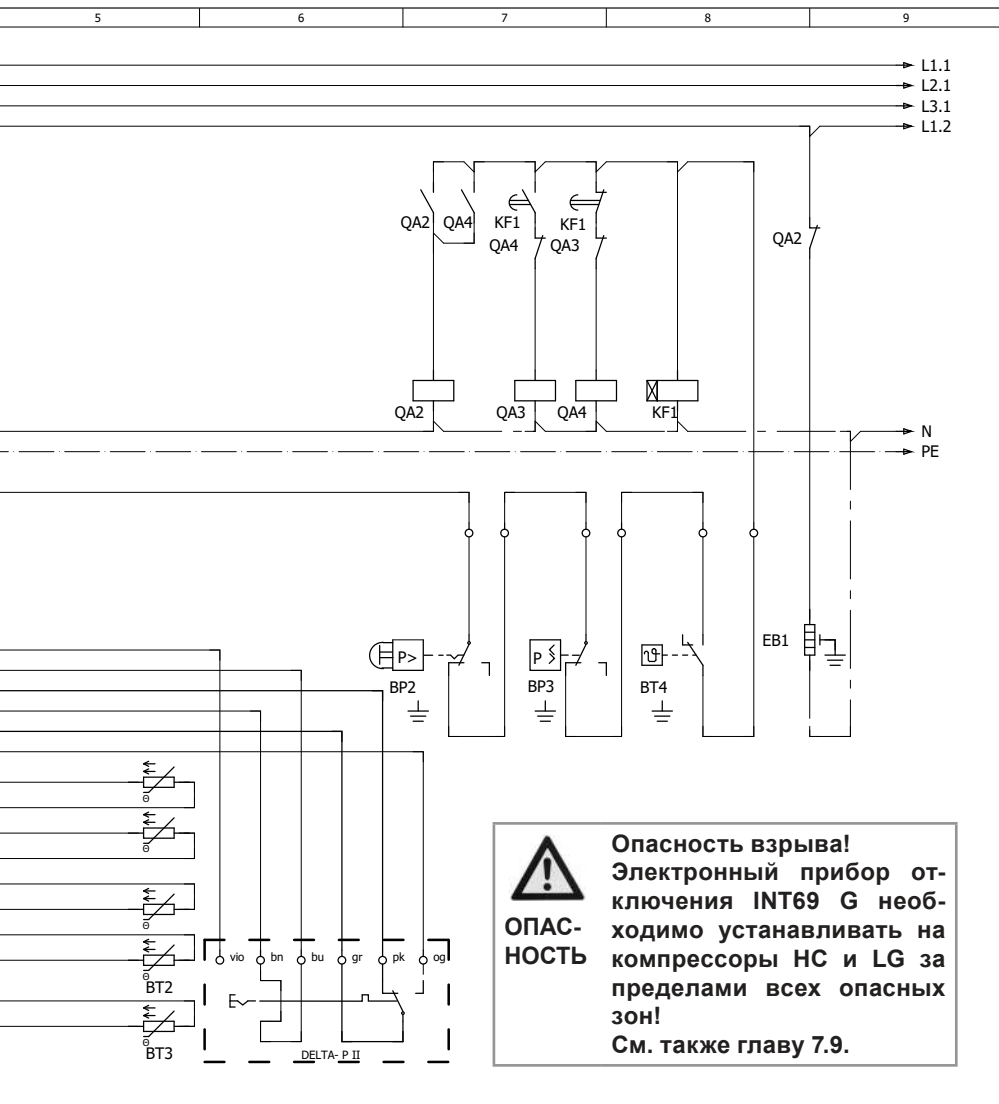 5 6 7 8 9
L1.1
L2.1
L3.1
L1.2
QA2 QA4 KF1 KF1
QA4 QA3 QA2
QA2 QA3 QA4 KF1
N
PE
P> P ϑ EB1
BP2 BP3 BT4
Θ
Θ
Θ
Θ
BT2
Θ
BT3
vio bn bu gr pk og
DELTA- P II
Опасность взрыва!
Электронный прибор от-
ключения INT69 G необ-
ходимо устанавливать на
компрессоры HC и LG за
пределами всех опасных
зон!
См. также главу 7.9.
ОПАС-
НОСТЬ